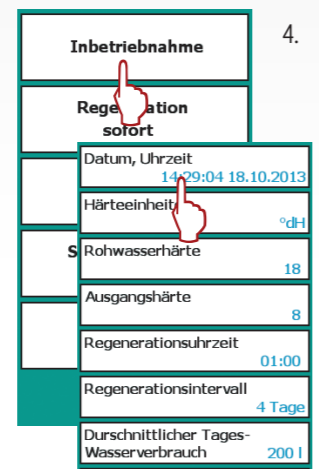 4.
Inbetriebnahme
sofort
Datum, Uhrzeit
14:29:04 18.10.2013
Härteeinheit
°dH
Rohwasserhärte
18
Ausgangshärte
8
Regenerationsuhrzeit
01:00
Regenerationsintervall
4 Tage
Durschnittlicher Tages-
Wasserverbrauch
200 l